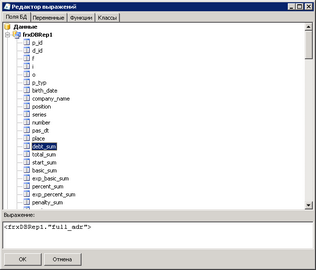 Редактор выражений
Поля БД Переменные Функции Классы
Данные
frxDBRep1
p_id
d_id
f
i
o
p_typ
birth_date
company_name
position
series
number
pas_dt
place
debt_sum
total_sum
start_sum
basic_sum
exp_basic_sum
percent_sum
exp_percent_sum
penalty_sum
Выражение:
<frxDBRep1."full_adr">
OK Отмена